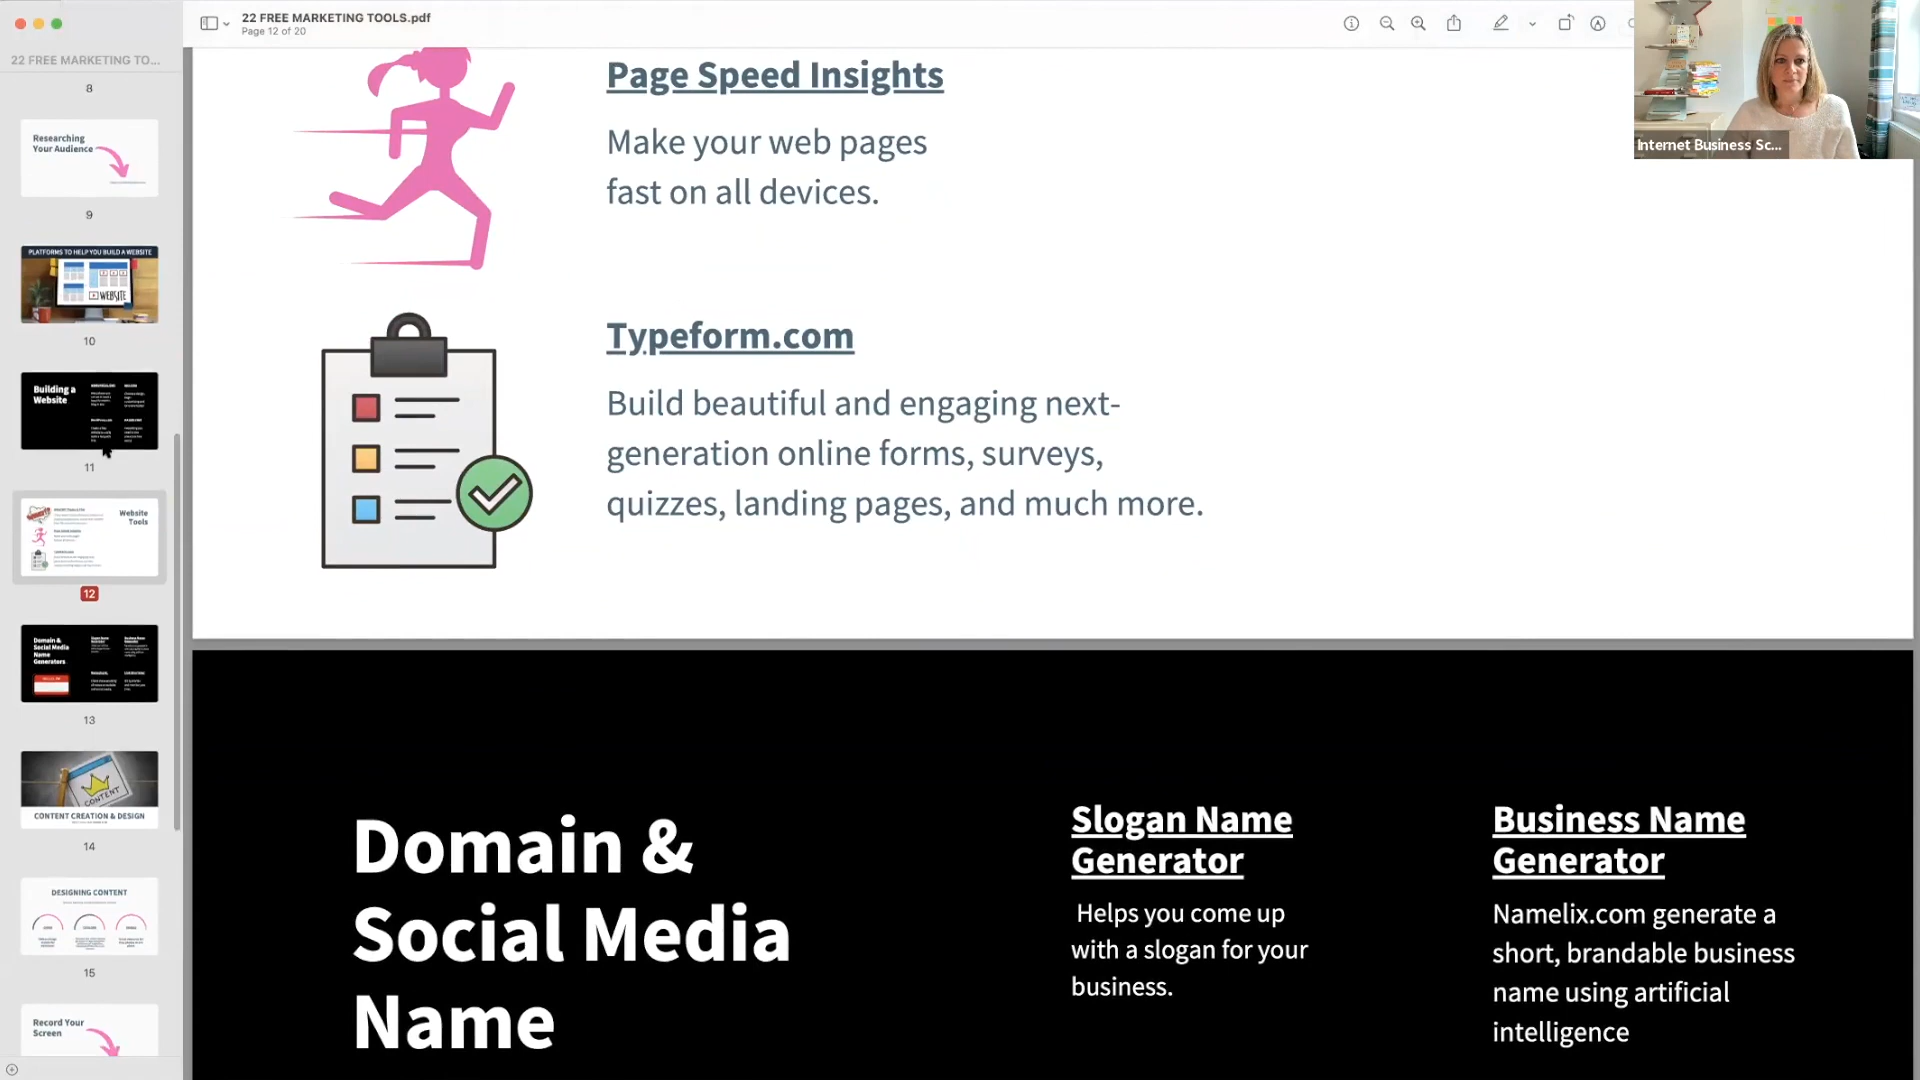 22 FREE MARKETING TOOLS.pdf
Page 12 of 20
22 FREE MARKETING TO...
8
Researching
Your Audience
9
PLATFORMS TO HELP YOU BUILD A WEBSITE
WEBSITE
10
Building a
Website
11
Website
Tools
12
Domain &
Social Media
Name
Generators
13
CONTENT
CONTENT CREATION & DESIGN
14
DESIGNING CONTENT
15
Record Your
Screen
Page Speed Insights
Make your web pages
fast on all devices.
Typeform.com
Build beautiful and engaging next-
generation online forms, surveys,
quizzes, landing pages, and much more.
Domain &
Social Media
Name
Slogan Name
Generator
Helps you come up
with a slogan for your
business.
Business Name
Generator
Namelix.com generate a
short, brandable business
name using artificial
intelligence
Internet Business Sc...